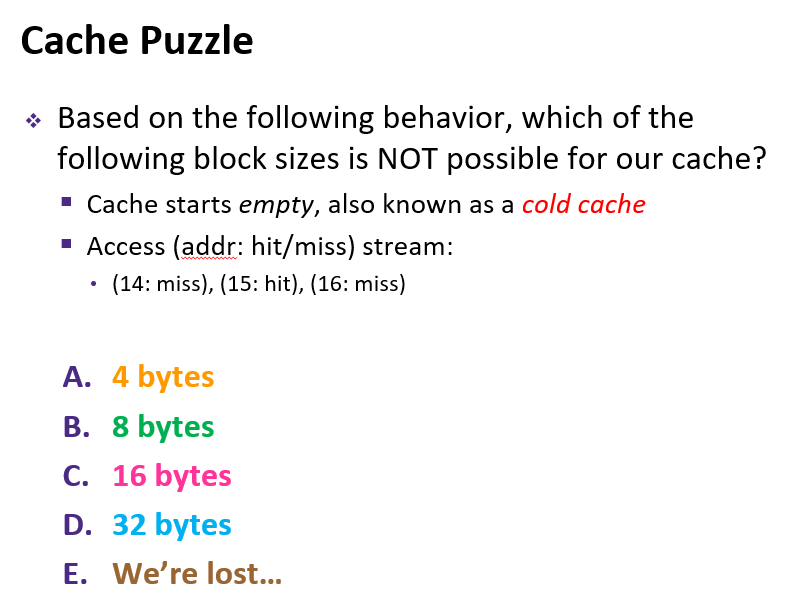 Cache Puzzle
❖ Based on the following behavior, which of the
following block sizes is NOT possible for our cache?
▪ Cache starts empty, also known as a cold cache
▪ Access (addr: hit/miss) stream:
• (14: miss), (15: hit), (16: miss)
A. 4 bytes
B. 8 bytes
C. 16 bytes
D. 32 bytes
E. We’re lost…